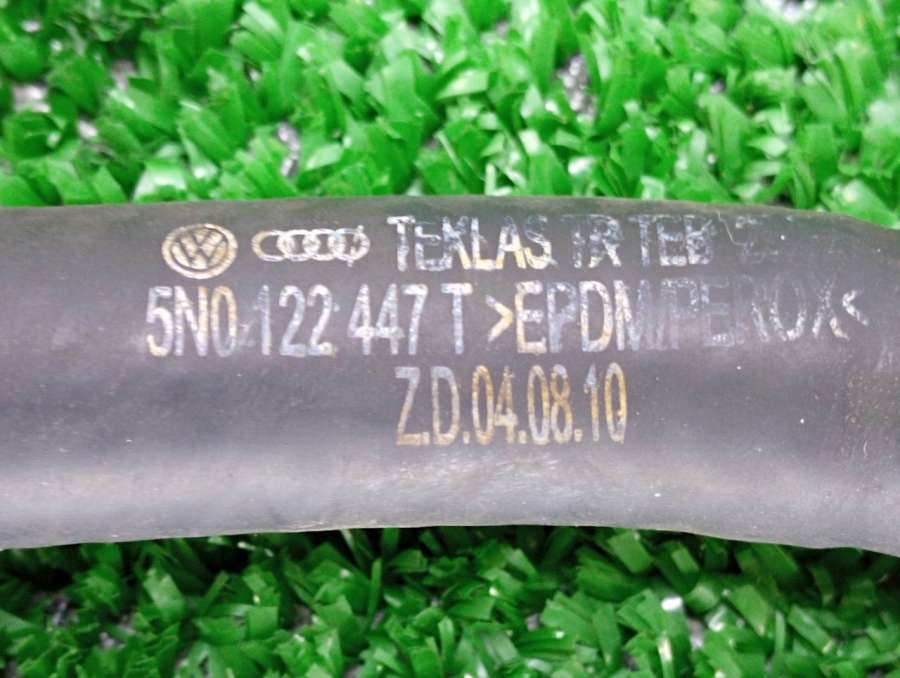 TEKLAS TR TEB
5N0.122 447 T >EPDM/PEROX<
Z.D.04.08.10